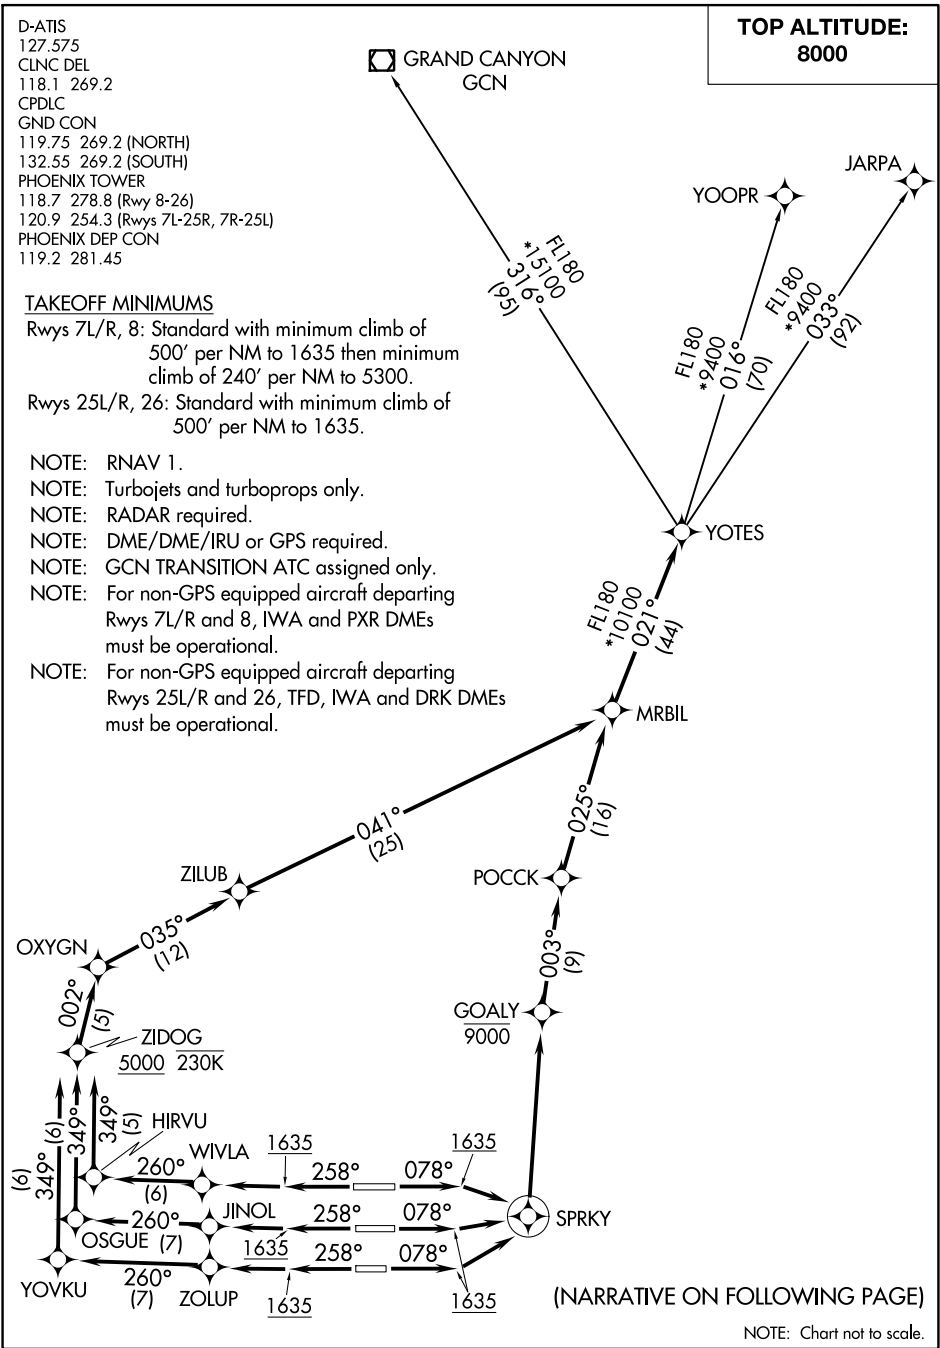 D-ATIS
127.575
CLNC DEL
118.1 269.2
CPDLC
GND CON
119.75 269.2 (NORTH)
132.55 269.2 (SOUTH)
PHOENIX TOWER
118.7 278.8 (Rwy 8-26)
120.9 254.3 (Rwys 7L-25R, 7R-25L)
PHOENIX DEP CON
119.2 281.45
TOP ALTITUDE:
8000
TAKEOFF MINIMUMS
Rwys 7L/R, 8: Standard with minimum climb of
500' per NM to 1635 then minimum
climb of 240' per NM to 5300.
Rwys 25L/R, 26: Standard with minimum climb of
500' per NM to 1635.
NOTE: RNAV 1.
NOTE: Turbojets and turboprops only.
NOTE: RADAR required.
NOTE: DME/DME/IRU or GPS required.
NOTE: GCN TRANSITION ATC assigned only.
NOTE: For non-GPS equipped aircraft departing
Rwys 7L/R and 8, IWA and PXR DMEs
must be operational.
NOTE: For non-GPS equipped aircraft departing
Rwys 25L/R and 26, TFD, IWA and DRK DMEs
must be operational.
GRAND CANYON
GCN
YOOPR
JARPA
FL180
*15100
316°
(95)
FL180
*9400
016°
(70)
FL180
*9400
033°
(92)
YOTES
FL180
*10100
021°
(44)
MRBIL
041°
(25)
025°
(16)
ZILUB
POCCK
035°
(12)
OXYGN
003°
(9)
002°
(5)
GOALY
9000
ZIDOG
5000 230K
349°
(6)
349°
(6)
349°
(5)
HIRVU
WIVLA
260°
(6)
1635
258°
078°
1635
JINOL
OSGUE
260°
(7)
1635
258°
078°
SPRKY
YOVKU
260°
(7)
ZOLUP
1635
258°
078°
1635
(NARRATIVE ON FOLLOWING PAGE)
NOTE: Chart not to scale.